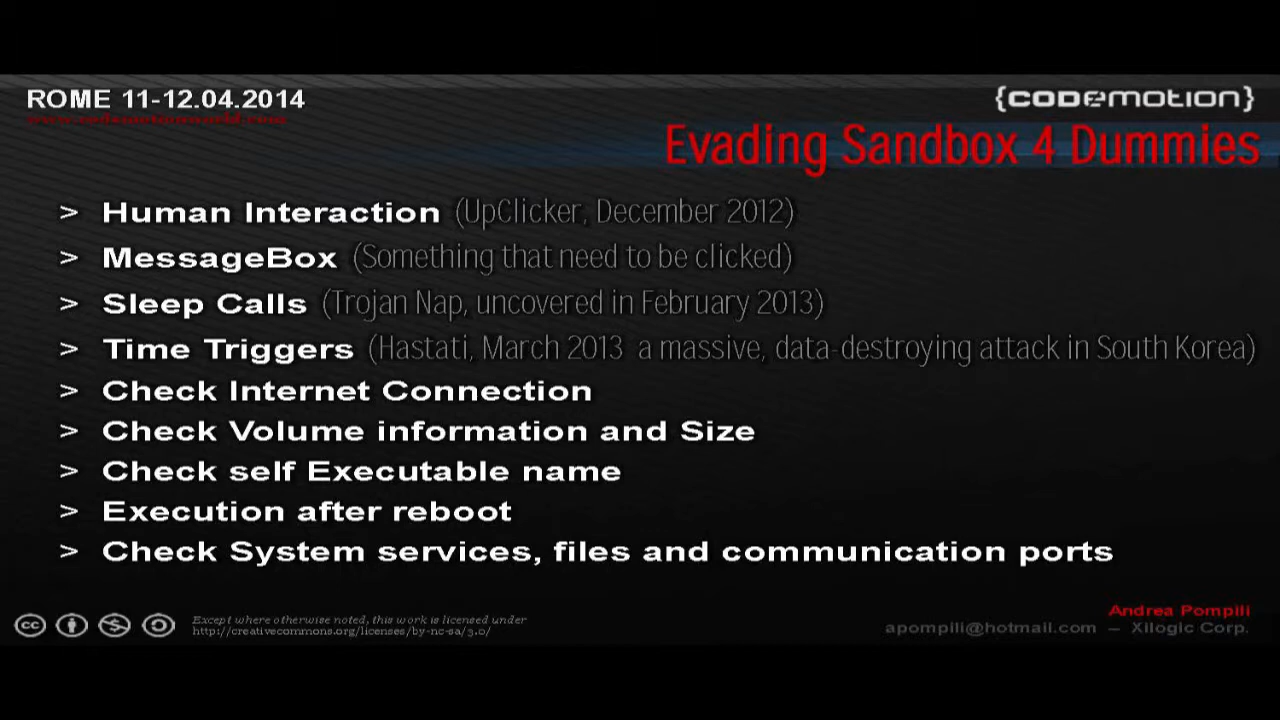 ROME 11-12.04.2014
{codemotion}
www.codemotionworld.com
Evading Sandbox 4 Dummies
> Human Interaction (UpClicker, December 2012)
> MessageBox (Something that need to be clicked)
> Sleep Calls (Trojan Nap, uncovered in February 2013)
> Time Triggers (Hastati, March 2013 a massive, data-destroying attack in South Korea)
> Check Internet Connection
> Check Volume information and Size
> Check self Executable name
> Execution after reboot
> Check System services, files and communication ports
Andrea Pompili
cc
Except where otherwise noted, this work is licensed under
apompili@hotmail.com – Xilogic Corp.
http://creativecommons.org/licenses/by-nc-sa/3.0/